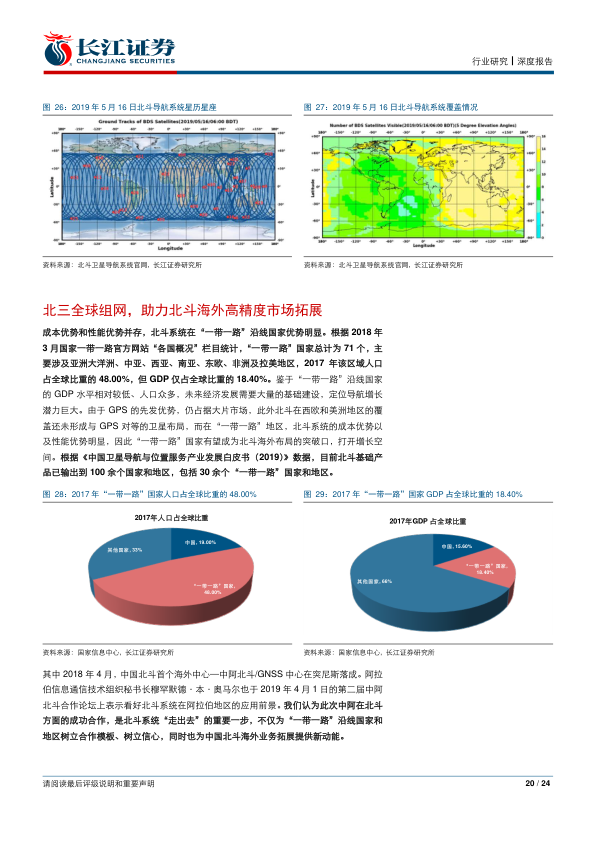 长江证券
CHANGJIANG SECURITIES
行业研究┃深度报告
图 26：2019 年 5 月 16 日北斗导航系统星历星座
图 27：2019 年 5 月 16 日北斗导航系统覆盖情况
Ground Tracks of BDS Satellites(2019/05/16/06:00 BDT)
Latitude
Longitude
Number of BDS Satellites Visible(2019/05/16/06:00 BDT)(5 Degree Elevation Angles)
Latitude
Longitude
资料来源：北斗卫星导航系统官网，长江证券研究所
资料来源：北斗卫星导航系统官网，长江证券研究所
北三全球组网，助力北斗海外高精度市场拓展
成本优势和性能优势并存，北斗系统在“一带一路”沿线国家优势明显。根据 2018 年
3 月国家一带一路官方网站“各国概况”栏目统计，“一带一路”国家总计为 71 个，主
要涉及亚洲大洋洲、中亚、西亚、南亚、东欧、非洲及拉美地区，2017 年该区域人口
占全球比重的 48.00%，但 GDP 仅占全球比重的 18.40%。鉴于“一带一路”沿线国家
的 GDP 水平相对较低、人口众多，未来经济发展需要大量的基础建设，定位导航增长
潜力巨大。由于 GPS 的先发优势，仍占据大片市场，此外北斗在西欧和美洲地区的覆
盖还未形成与 GPS 对等的卫星布局，而在一带一路”地区，北斗系统的成本优势以
及性能优势明显，因此“一带一路”国家有望成为北斗海外布局的突破口，打开增长空
间。根据《中国卫星导航与位置服务产业发展白皮书（2019）》数据，目前北斗基础产
品已输出到 100 余个国家和地区，包括 30 余个“一带一路”国家和地区。
图 28：2017 年“一带一路”国家人口占全球比重的 48.00%
图 29：2017 年“一带一路”国家 GDP 占全球比重的 18.40%
2017年人口占全球比重
中国, 19.00%
其他国家, 33%
“一带一路”国家,
48.00%
2017年GDP 占全球比重
中国, 15.60%
“一带一路”国家,
18.40%
其他国家, 66%
资料来源：国家信息中心，长江证券研究所
资料来源：国家信息中心，长江证券研究所
其中 2018 年 4 月，中国北斗首个海外中心—中阿北斗/GNSS 中心在突尼斯落成。阿拉
伯信息通信技术组织秘书长穆罕默德·本·奥马尔也于 2019 年 4 月 1 日的第二届中阿
北斗合作论坛上表示看好北斗系统在阿拉伯地区的应用前景。我们认为此次中阿在北斗
方面的成功合作，是北斗系统“走出去”的重要一步，不仅为“一带一路”沿线国家和
地区树立合作模板、树立信心，同时也为中国北斗海外业务拓展提供新动能。
请阅读最后评级说明和重要声明
20 / 24